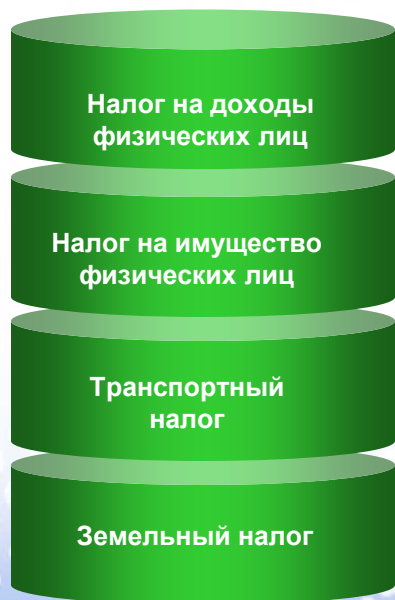 Налог на доходы
физических лиц
Налог на имущество
физических лиц
Транспортный
налог
Земельный налог